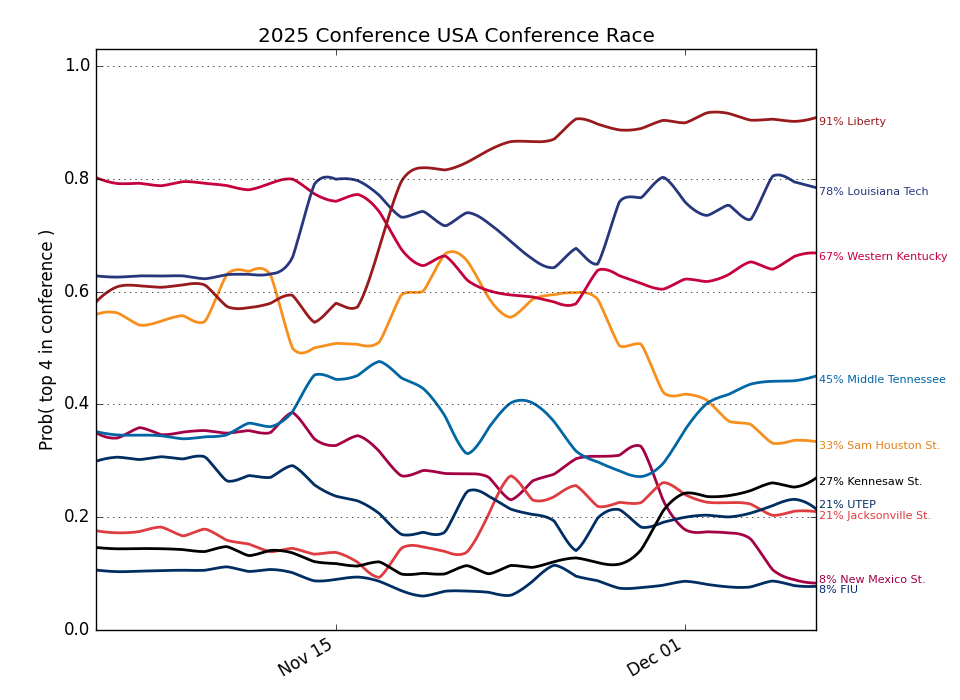 2025 Conference USA Conference Race
Prob( top 4 in conference )
1.0
0.8
0.6
0.4
0.2
0.0
Nov 15
Dec 01
91% Liberty
78% Louisiana Tech
67% Western Kentucky
45% Middle Tennessee
33% Sam Houston St.
27% Kennesaw St.
21% UTEP
21% Jacksonville St.
8% New Mexico St.
8% FIU